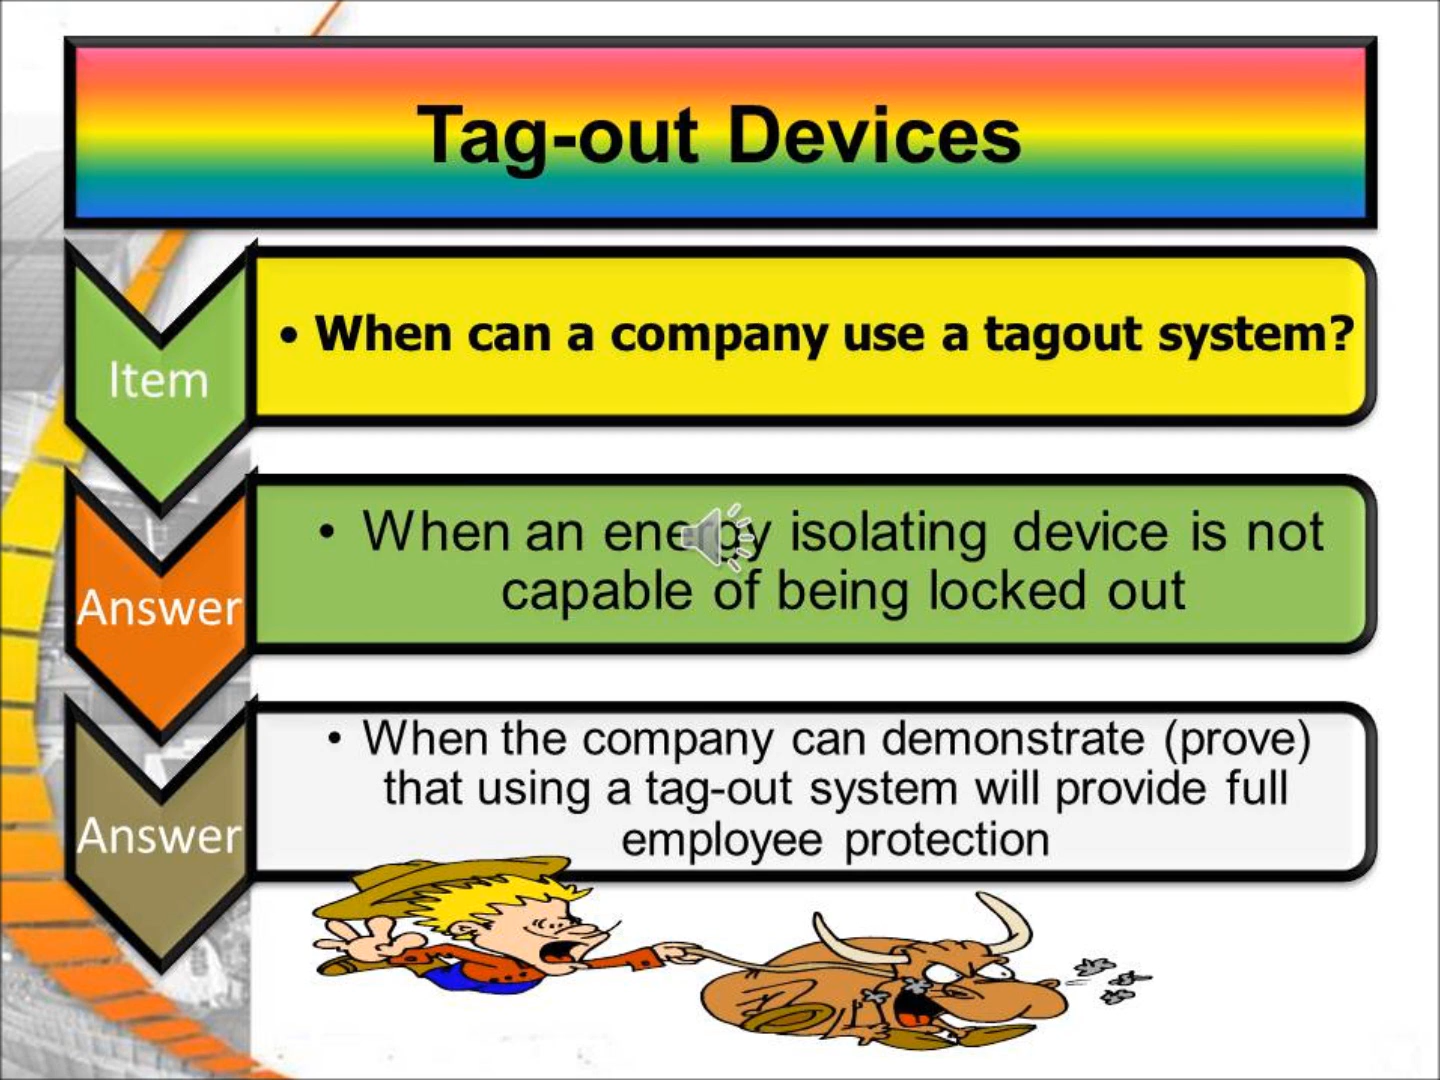 Tag-out Devices
Item
• When can a company use a tagout system?
Answer
• When an energy isolating device is not
capable of being locked out
Answer
• When the company can demonstrate (prove)
that using a tag-out system will provide full
employee protection